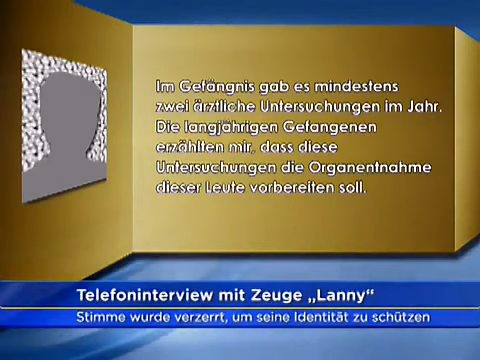 Im Gefängnis gab es mindestens
zwei ärztliche Untersuchungen im Jahr.
Die langjährigen Gefangenen
erzählten mir, dass diese
Untersuchungen die Organentnahme
dieser Leute vorbereiten soll.
Telefoninterview mit Zeuge „Lanny“
Stimme wurde verzerrt, um seine Identität zu schützen